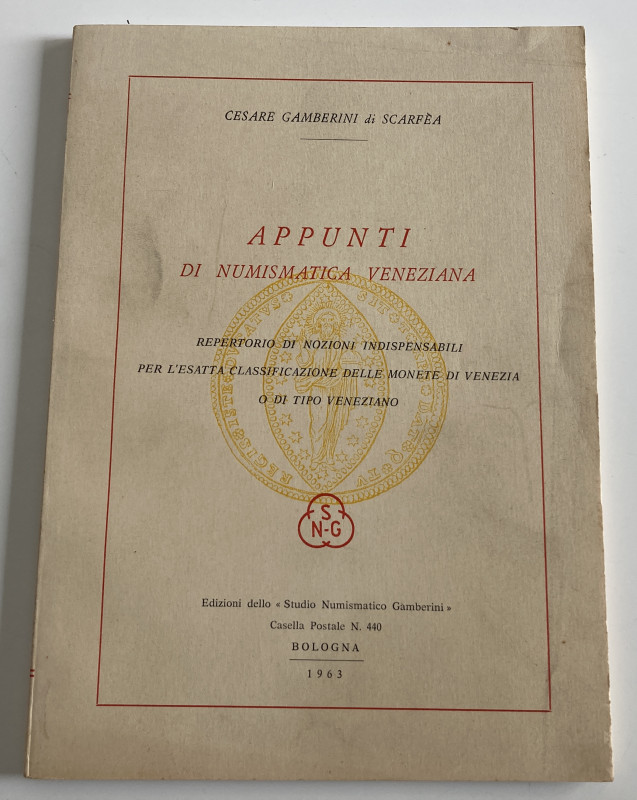 CESARE GAMBERINI di SCARFÈA
APPUNTI
DI NUMISMATICA VENEZIANA
REPERTORIO DI NOZIONI INDISPENSABILI
PER L'ESATTA CLASSIFICAZIONE DELLE MONETE DI VENEZIA
O DI TIPO VENEZIANO
S
N-G
Edizioni dello « Studio Numismatico Gamberini »
Casella Postale N. 440
BOLOGNA
1963